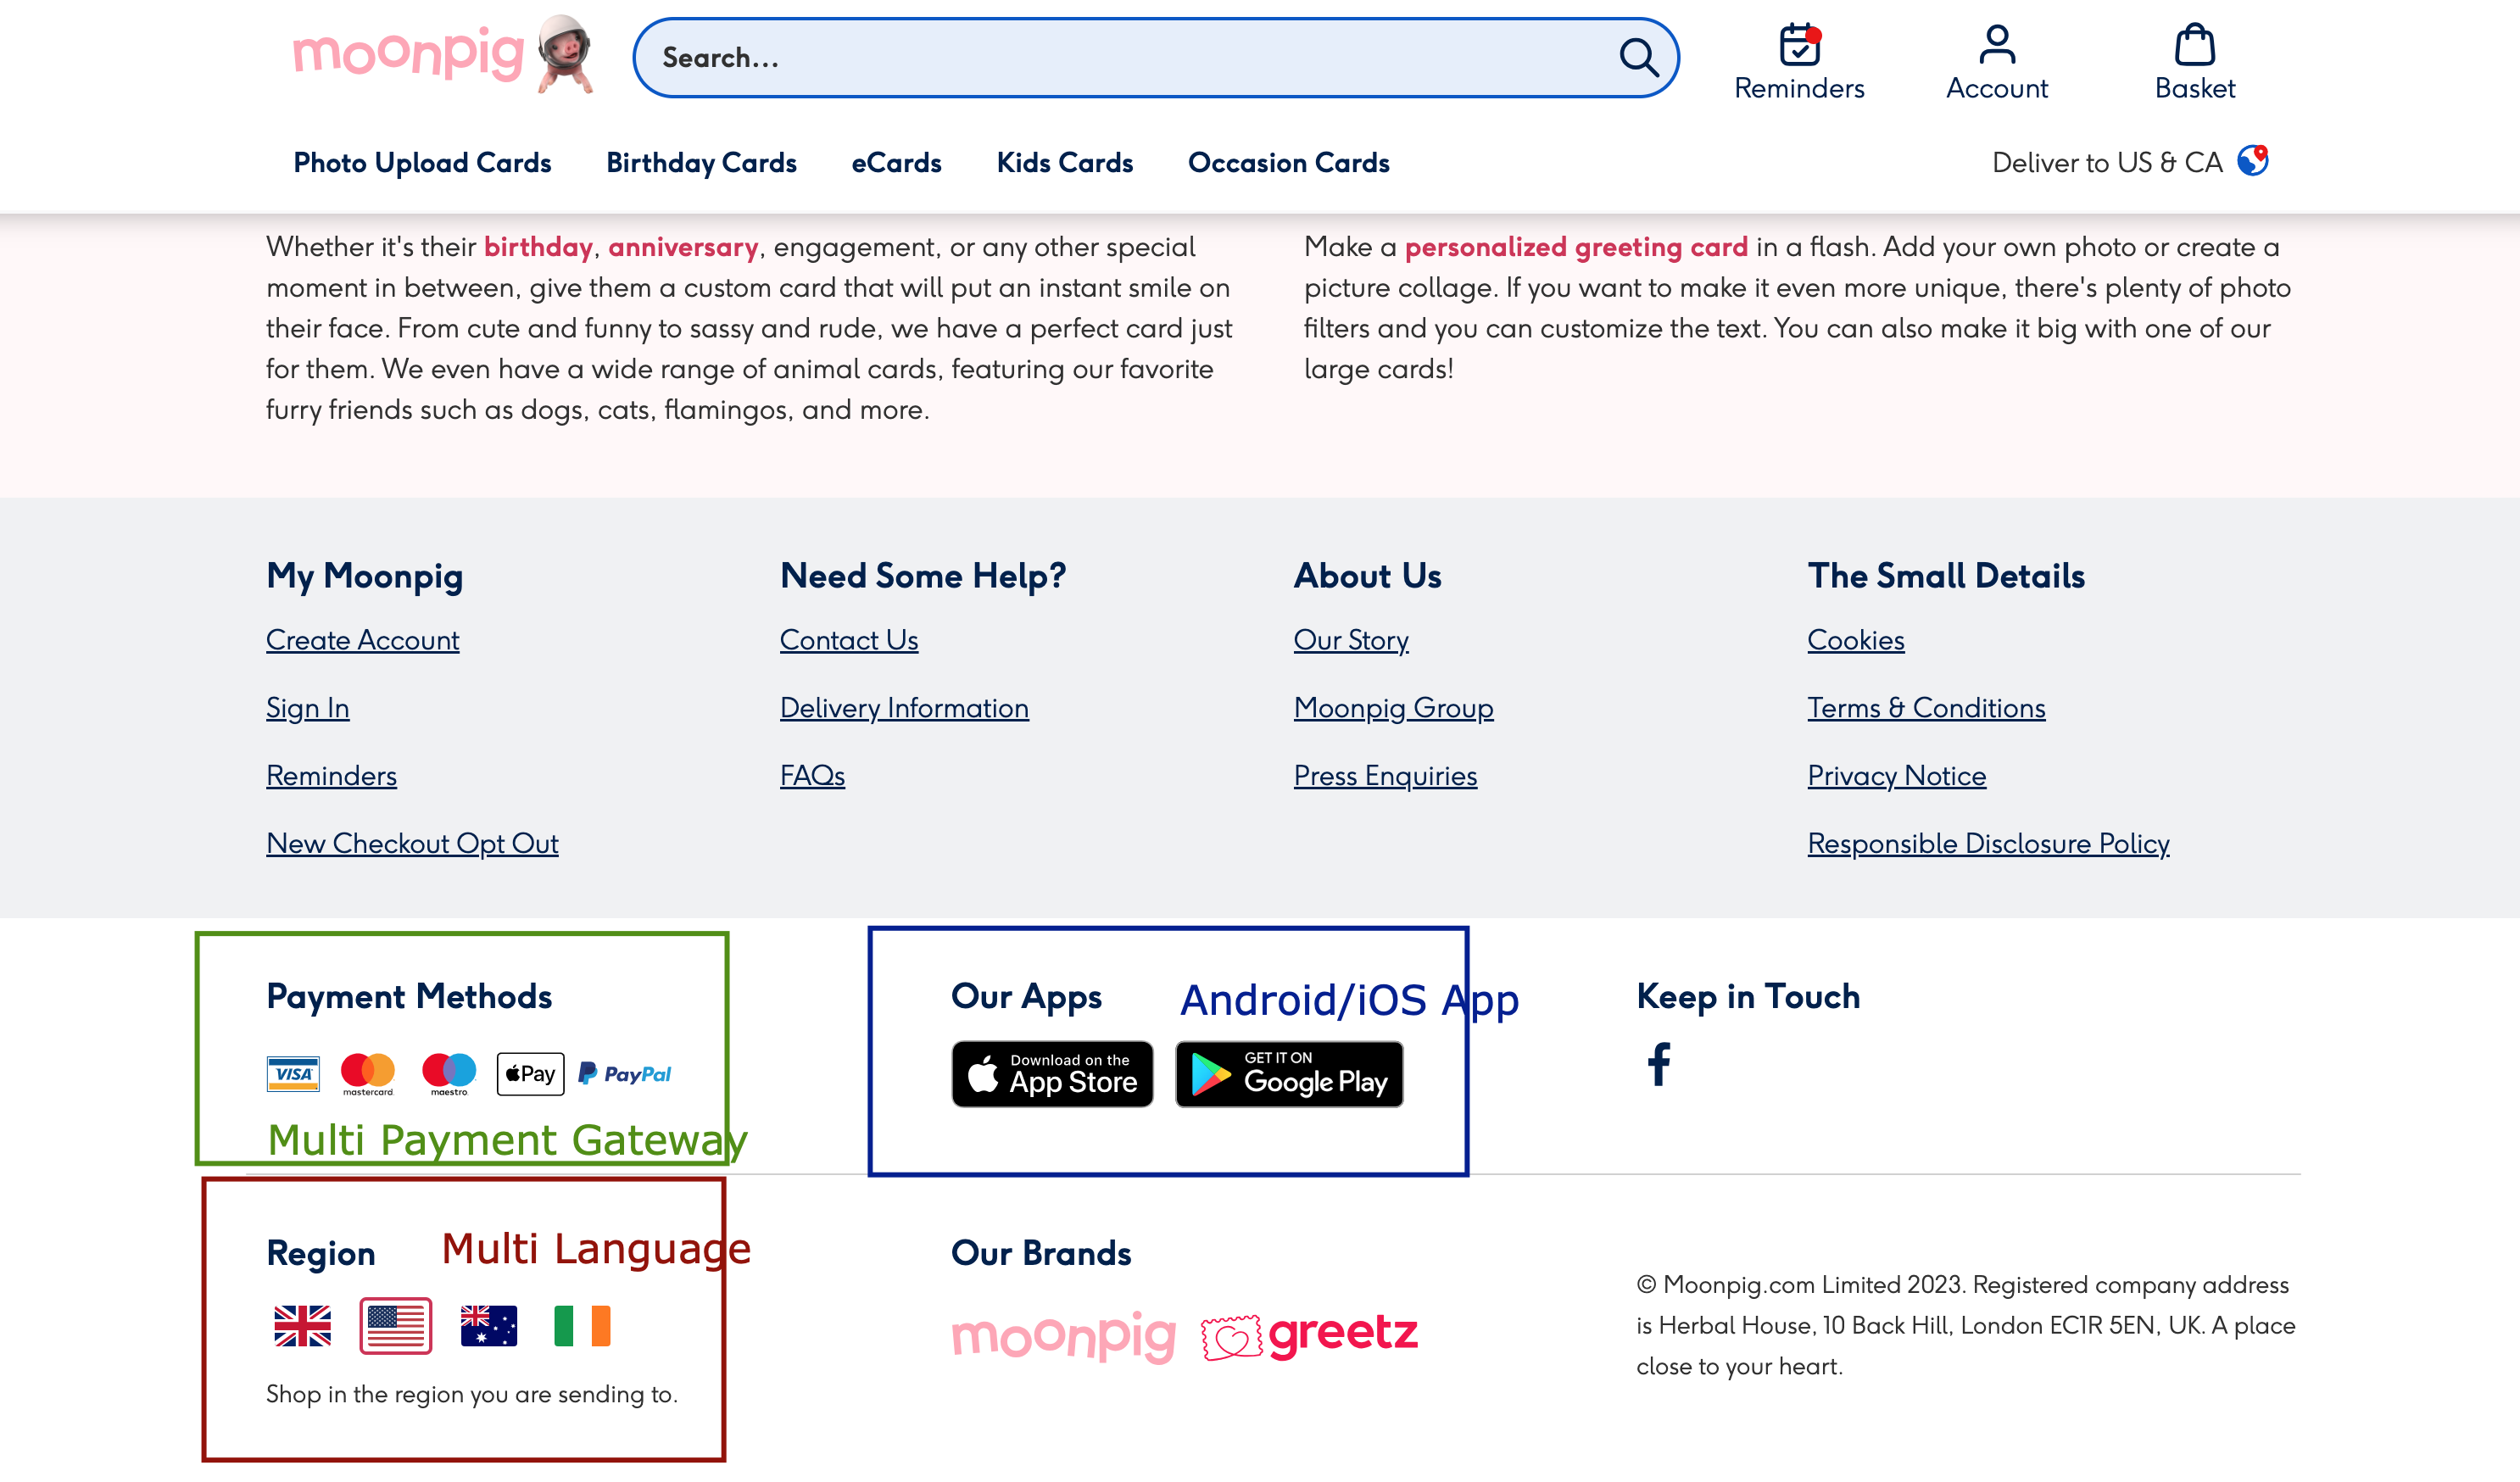 moonpig
Search...
Reminders
Account
Basket
Photo Upload Cards
Birthday Cards
eCards
Kids Cards
Occasion Cards
Deliver to US & CA
Whether it's their birthday, anniversary, engagement, or any other special
moment in between, give them a custom card that will put an instant smile on
their face. From cute and funny to sassy and rude, we have a perfect card just
for them. We even have a wide range of animal cards, featuring our favorite
furry friends such as dogs, cats, flamingos, and more.
Make a personalized greeting card in a flash. Add your own photo or create a
picture collage. If you want to make it even more unique, there's plenty of photo
filters and you can customize the text. You can also make it big with one of our
large cards!
My Moonpig
Create Account
Sign In
Reminders
New Checkout Opt Out
Need Some Help?
Contact Us
Delivery Information
FAQs
About Us
Our Story
Moonpig Group
Press Enquiries
The Small Details
Cookies
Terms & Conditions
Privacy Notice
Responsible Disclosure Policy
Payment Methods
VISA
mastercard
maestro
Pay
PayPal
Multi Payment Gateway
Our Apps
Android/iOS App
Download on the
App Store
GET IT ON
Google Play
Keep in Touch
Region
Multi Language
Shop in the region you are sending to.
Our Brands
moonpig
greetz
© Moonpig.com Limited 2023. Registered company address
is Herbal House, 10 Back Hill, London EC1R 5EN, UK. A place
close to your heart.